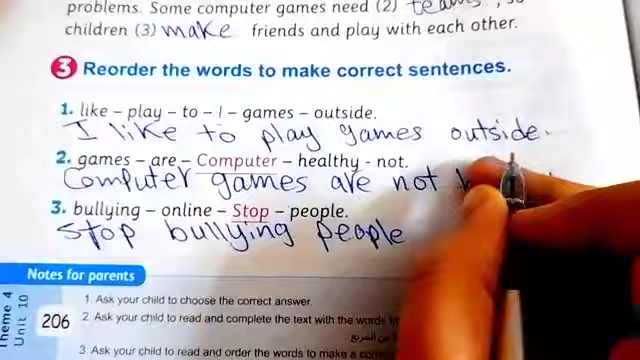 problems. Some computer games need (2) teams, so
children (3) make friends and play with each other.
3 Reorder the words to make correct sentences.
1. like – play – to – I – games – outside.
I like to play games outside.
2. games – are – Computer – healthy - not.
Computer games are not
3. bullying – online – Stop – people.
Stop bullying people
Notes for parents
1. Ask your child to choose the correct answer.
2. Ask your child to read and complete the text with the words
3. Ask your child to read and order the words to make a
Theme 4
Unit 10
206